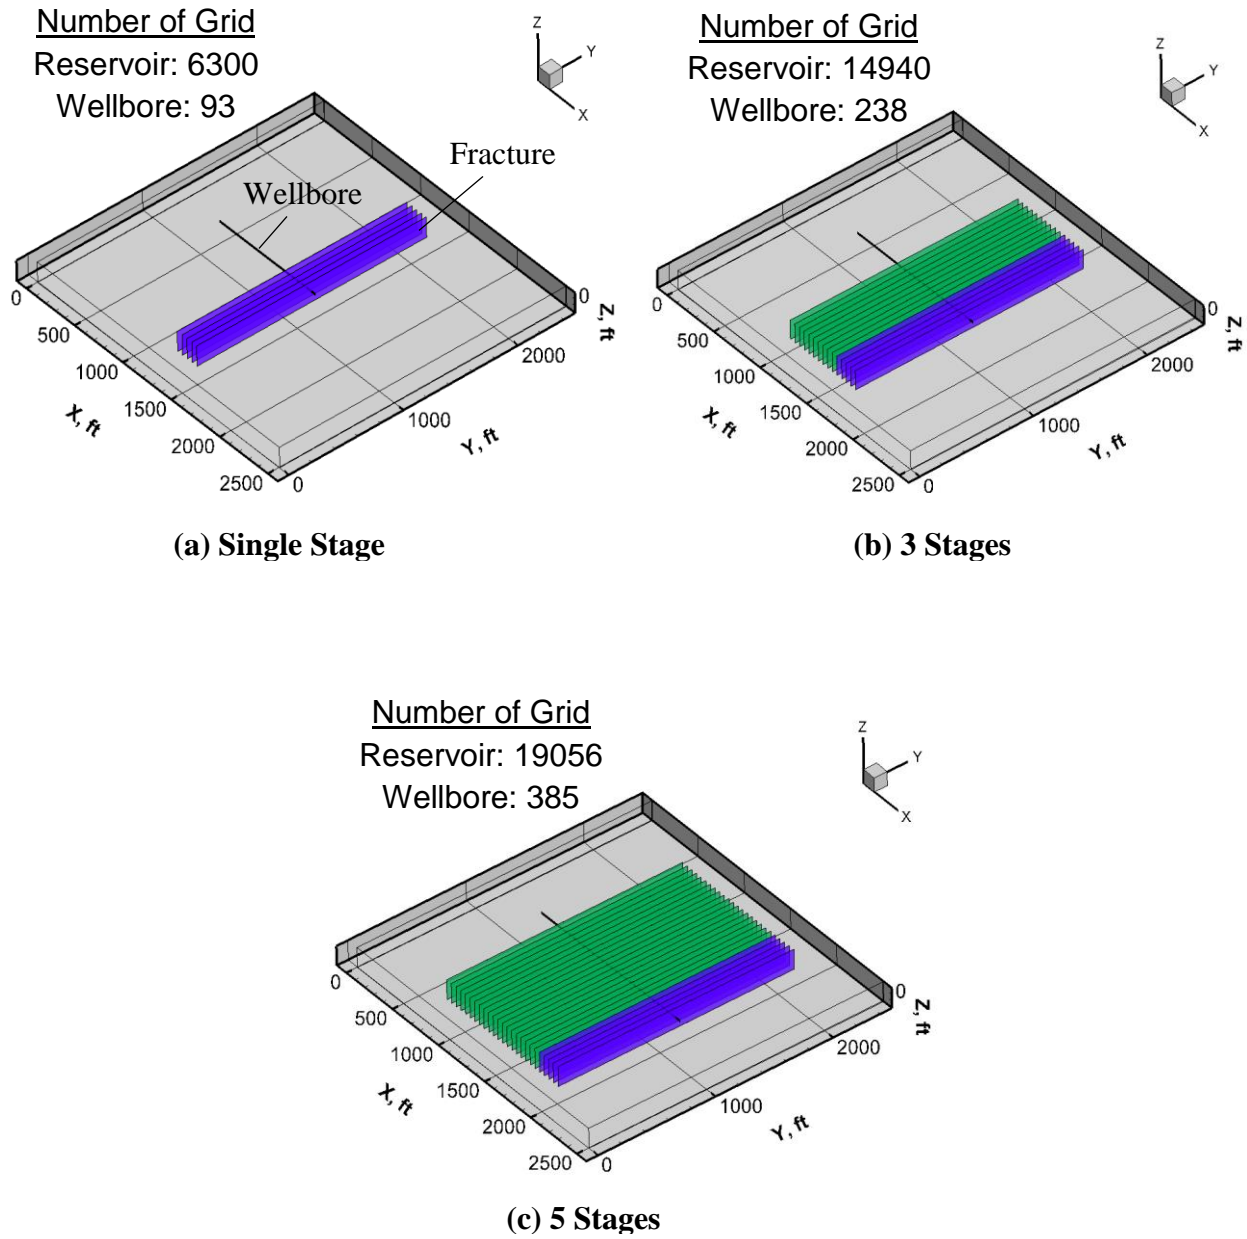 Number of Grid
Reservoir: 6300
Wellbore: 93
Z
Y
X
Fracture
Wellbore
0
500
1000
1500
2000
2500
X, ft
0
1000
2000
Y, ft
0
Z, ft
(a) Single Stage
Number of Grid
Reservoir: 14940
Wellbore: 238
Z
Y
X
0
500
1000
1500
2000
2500
X, ft
0
1000
2000
Y, ft
0
Z, ft
(b) 3 Stages
Number of Grid
Reservoir: 19056
Wellbore: 385
Z
Y
X
0
500
1000
1500
2000
2500
X, ft
0
1000
2000
Y, ft
0
Z, ft
(c) 5 Stages